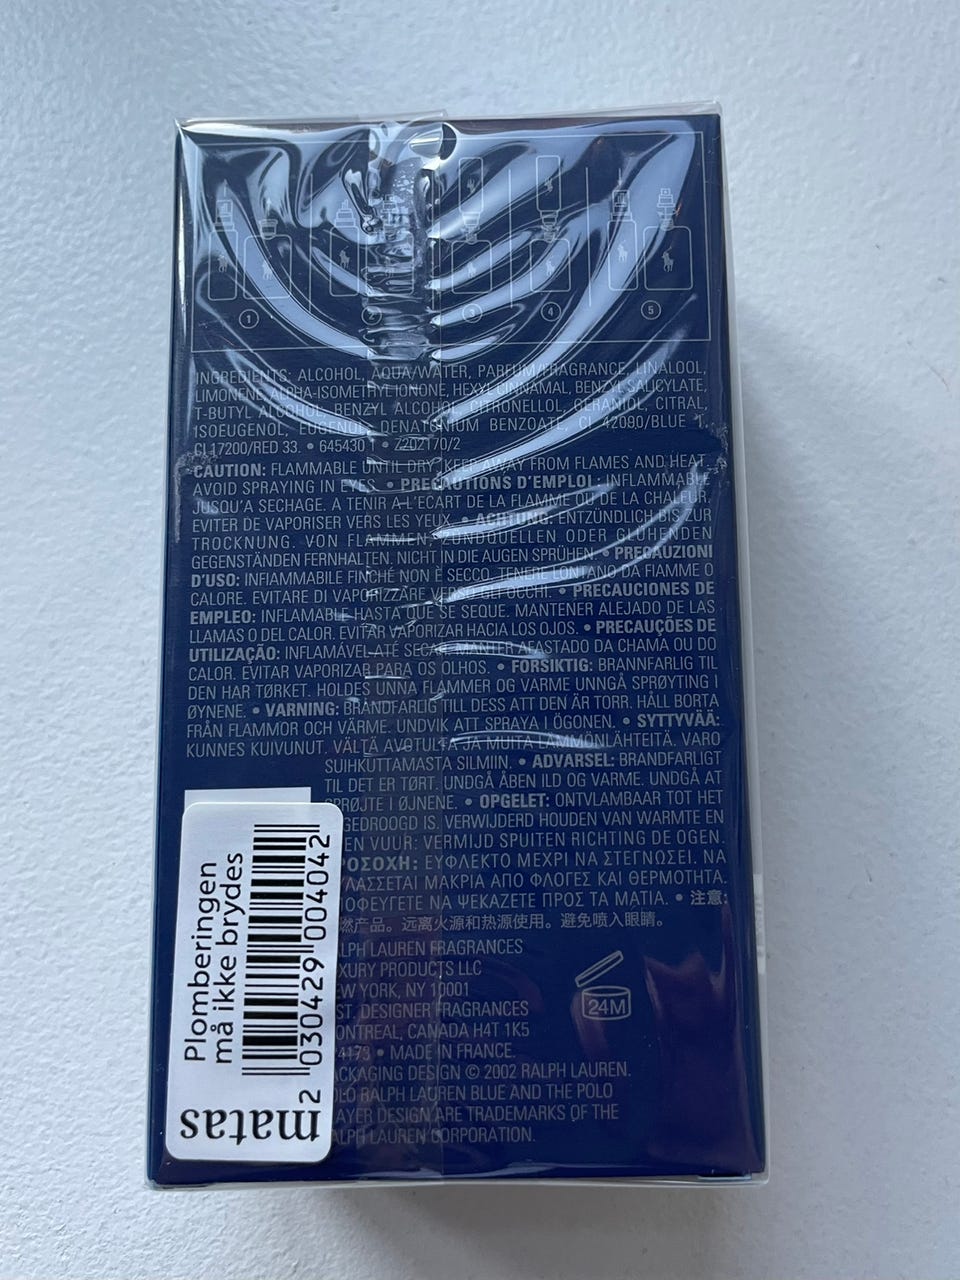 1 2 3 4 5
INGREDIENTS: ALCOHOL, AQUA/WATER, PARFUM/FRAGRANCE, LINALOOL,
LIMONENE, ALPHA-ISOMETHYL IONONE, HEXYL CINNAMAL, BENZYL SALICYLATE,
T-BUTYL ALCOHOL, BENZYL ALCOHOL, CITRONELLOL, GERANIOL, CITRAL,
ISOEUGENOL, EUGENOL, DENATONIUM BENZOATE, CI 42090/BLUE 1,
CI 17200/RED 33. • 645430 1 • Z202170/2
CAUTION: FLAMMABLE UNTIL DRY, KEEP AWAY FROM FLAMES AND HEAT.
AVOID SPRAYING IN EYES. • PRECAUTIONS D'EMPLOI : INFLAMMABLE
JUSQU'A SECHAGE. A TENIR A L'ECART DE LA FLAMME OU DE LA CHALEUR.
EVITER DE VAPORISER VERS LES YEUX. • ACHTUNG: ENTZÜNDLICH BIS ZUR
TROCKNUNG. VON FLAMMEN, ZÜNDQUELLEN ODER GLÜHENDEN
GEGENSTÄNDEN FERNHALTEN. NICHT IN DIE AUGEN SPRÜHEN. • PRECAUZIONI
D'USO: INFIAMMABILE FINCHÉ NON È SECCO. TENERE LONTANO DA FIAMME O
CALORE. EVITARE DI VAPORIZZARE VERSO GLI OCCHI. • PRECAUCIONES DE
EMPLEO: INFLAMABLE HASTA QUE SE SEQUE. MANTENER ALEJADO DE LAS
LLAMAS O DEL CALOR. EVITAR VAPORIZAR HACIA LOS OJOS. • PRECAUÇÕES DE
UTILIZAÇÃO: INFLAMÁVEL ATÉ SECAR. MANTER AFASTADO DA CHAMA OU DO
CALOR. EVITAR VAPORIZAR PARA OS OLHOS. • FORSIKTIG: BRANNFARLIG TIL
DEN HAR TØRKET. HOLDES UNNA FLAMMER OG VARME UNNGÅ SPRØYTING I
ØYNENE. • VARNING: BRANDFARLIGT TILL DESS ATT DEN ÄR TORR. HÅLL BORTA
FRÅN FLAMMOR OCH VÄRME. UNDVIK ATT SPRAYA I ÖGONEN. • SYTTYVÄÄ:
KUNNES KUIVUNUT. VÄLTÄ AVOTULTA JA MUITA LÄMMÖNLÄHTEITÄ. VARO
SUIHKUTTAMASTA SILMIIN. • ADVARSEL: BRANDFARLIGT
TIL DET ER TØRT. UNDGÅ ÅBEN ILD OG VARME. UNDGÅ AT
SPRØJTE I ØJNENE. • OPGELET: ONTVLAMBAAR TOT HET
GEDROOGD IS. VERWIJDERD HOUDEN VAN WARMTE EN
EN VUUR: VERMIJD SPUITEN RICHTING DE OGEN.
ΡΟΣΟΧΗ: ΕΥΦΛΕΚΤΟ ΜΕΧΡΙ ΝΑ ΣΤΕΓΝΩΣΕΙ. ΝΑ
ΥΛΑΣΣΕΤΑΙ ΜΑΚΡΙΑ ΑΠΟ ΦΛΟΓΕΣ ΚΑΙ ΘΕΡΜΟΤΗΤΑ.
ΠΟΦΕΥΓΕΤΕ ΝΑ ΨΕΚΑΖΕΤΕ ΠΡΟΣ ΤΑ ΜΑΤΙΑ. • 注意:
燃产品。远离火源和热源使用。避免喷入眼睛。
ALPH LAUREN FRAGRANCES
UXURY PRODUCTS LLC
NEW YORK, NY 10001
ST. DESIGNER FRAGRANCES
ONTREAL, CANADA H4T 1K5
4173 • MADE IN FRANCE.
ACKAGING DESIGN © 2002 RALPH LAUREN.
OLO RALPH LAUREN BLUE AND THE POLO
AYER DESIGN ARE TRADEMARKS OF THE
ALPH LAUREN CORPORATION.
24M
Plomberingen
må ikke brydes
2 030429 004042
matas